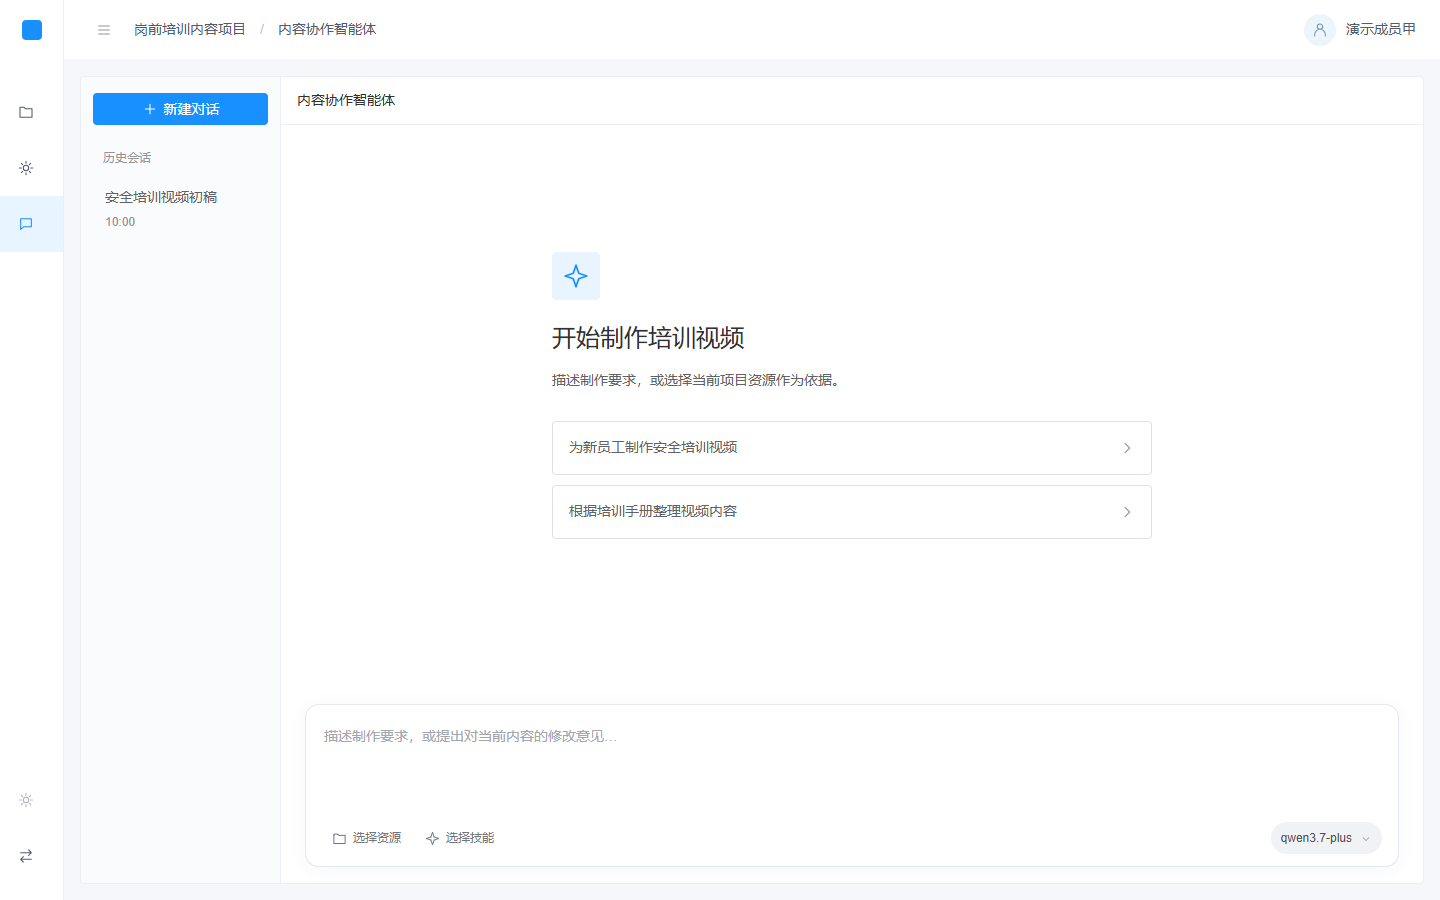 岗前培训内容项目 / 内容协作智能体
演示成员甲
新建对话
历史会话
安全培训视频初稿
10:00
内容协作智能体
开始制作培训视频
描述制作要求，或选择当前项目资源作为依据。
为新员工制作安全培训视频
根据培训手册整理视频内容
描述制作要求，或提出对当前内容的修改意见...
选择资源
选择技能
qwen3.7-plus